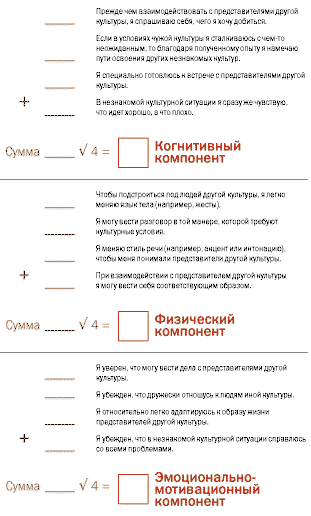 Прежде чем взаимодействовать с представителями другой
культуры, я спрашиваю себя, чего я хочу добиться.
Если в условиях чужой культуры я сталкиваюсь с чем-то
неожиданным, то благодаря полученному опыту я намечаю
пути освоения других незнакомых культур.
Я специально готовлюсь к встрече с представителями другой
культуры.
+ В незнакомой культурной ситуации я сразу же чувствую,
что идет хорошо, а что плохо.
Сумма ____ √ 4 = Когнитивный
компонент
Чтобы подстроиться под людей другой культуры, я легко
меняю язык тела (например, жесты).
Я могу вести разговор в той манере, которой требуют
культурные условия.
Я меняю стиль речи (например, акцент или интонацию),
чтобы меня понимали представители другой культуры.
+ При взаимодействии с представителем другой культуры
я могу вести себя соответствующим образом.
Сумма ____ √ 4 = Физический
компонент
Я уверен, что могу вести дела с представителями другой
культуры.
Я убежден, что дружески отношусь к людям иной культуры.
Я относительно легко адаптируюсь к образу жизни
представителей другой культуры.
+ Я убежден, что в незнакомой культурной ситуации справлюсь
со всеми проблемами.
Сумма ____ √ 4 = Эмоционально-
мотивационный
компонент